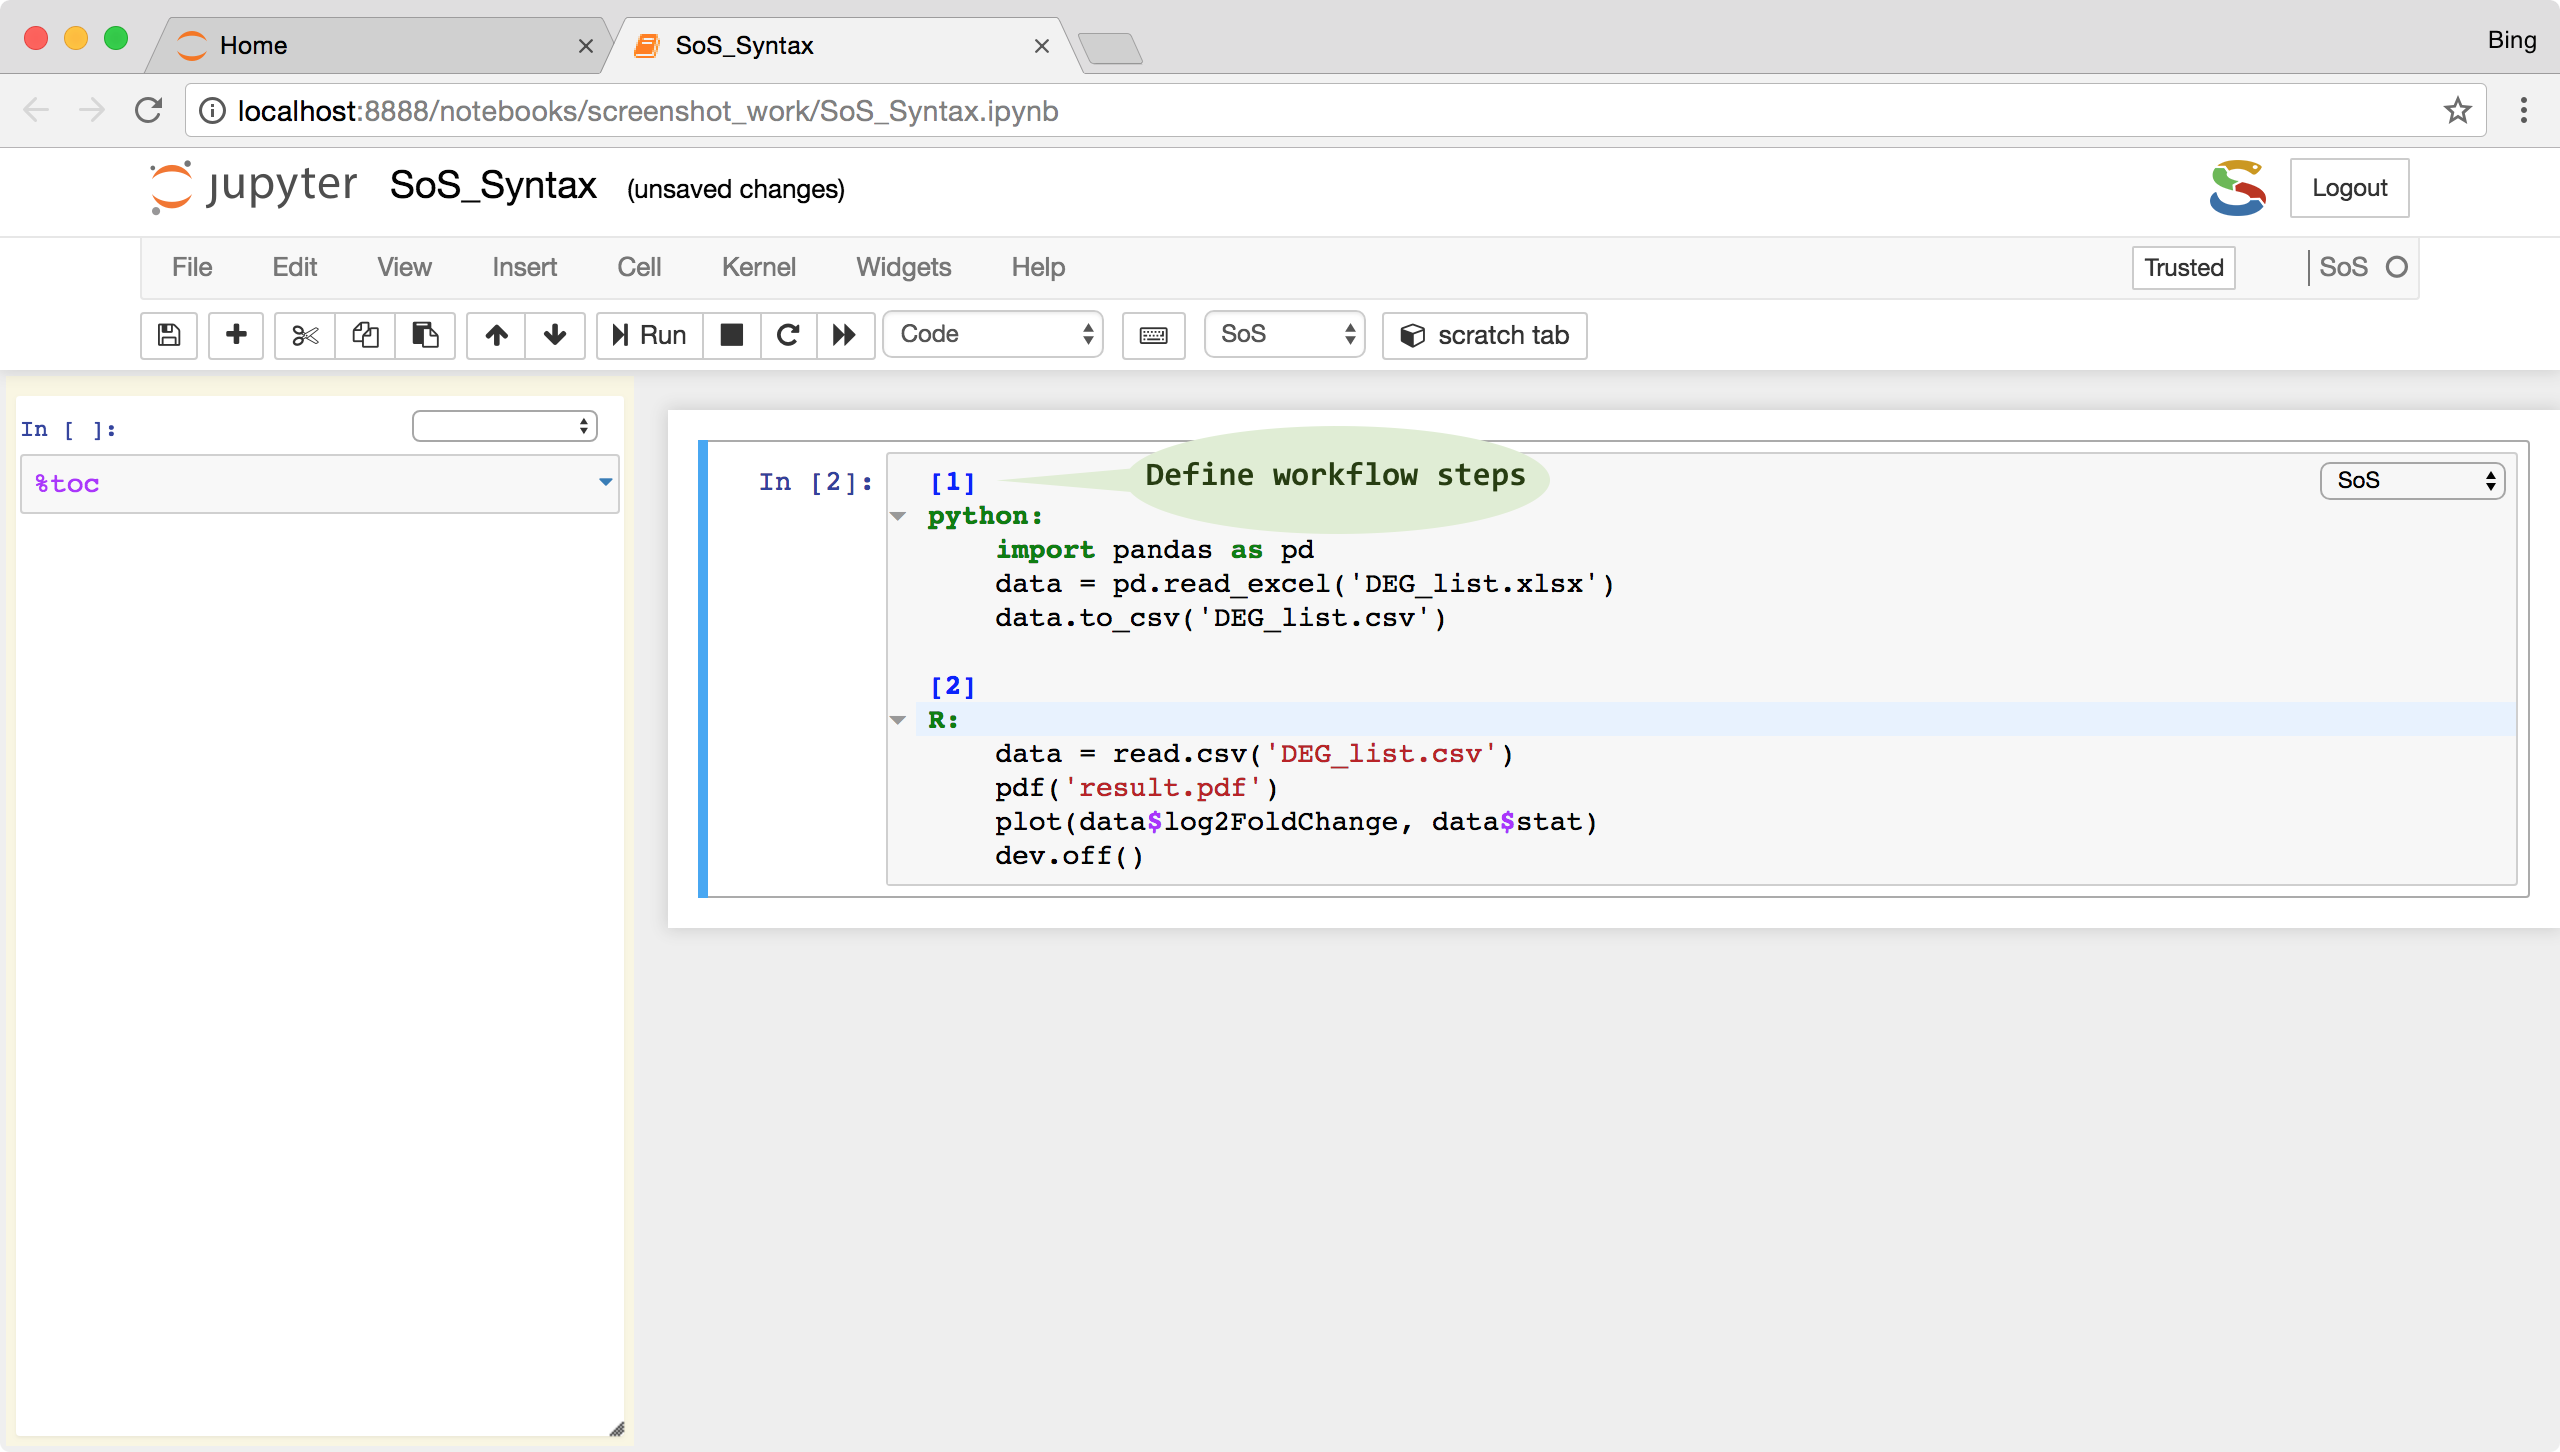 Home
SoS_Syntax
Bing
localhost:8888/notebooks/screenshot_work/SoS_Syntax.ipynb
jupyter SoS_Syntax (unsaved changes)
Logout
File Edit View Insert Cell Kernel Widgets Help
Trusted
SoS
Run
Code
SoS
scratch tab
In [ ]:
%toc
In [2]:
[1]
Define workflow steps
SoS
python:
import pandas as pd
data = pd.read_excel('DEG_list.xlsx')
data.to_csv('DEG_list.csv')
[2]
R:
data = read.csv('DEG_list.csv')
pdf('result.pdf')
plot(data$log2FoldChange, data$stat)
dev.off()